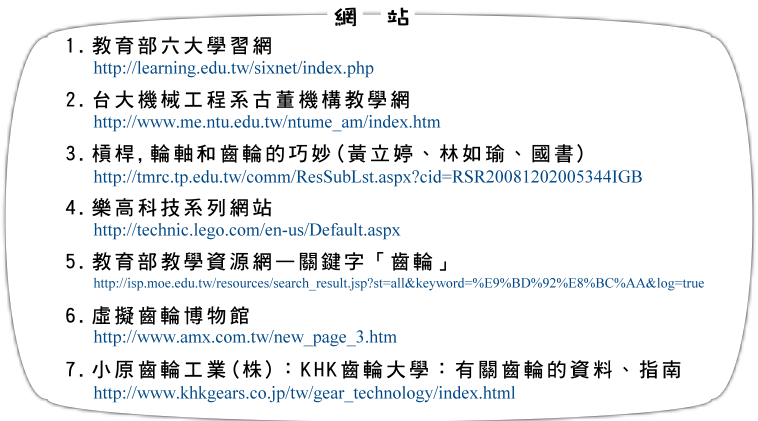 網 站
1. 教育部六大學習網
http://learning.edu.tw/sixnet/index.php
2. 台大機械工程系古董機構教學網
http://www.me.ntu.edu.tw/ntume_am/index.htm
3. 槓桿,輪軸和齒輪的巧妙(黃立婷、林如瑜、國書)
http://tmrc.tp.edu.tw/comm/ResSubLst.aspx?cid=RSR20081202005344IGB
4. 樂高科技系列網站
http://technic.lego.com/en-us/Default.aspx
5. 教育部教學資源網—關鍵字「齒輪」
http://isp.moe.edu.tw/resources/search_result.jsp?st=all&keyword=%E9%BD%92%E8%BC%AA&log=true
6. 虛擬齒輪博物館
http://www.amx.com.tw/new_page_3.htm
7. 小原齒輪工業(株)：KHK齒輪大學：有關齒輪的資料、指南
http://www.khkgears.co.jp/tw/gear_technology/index.html